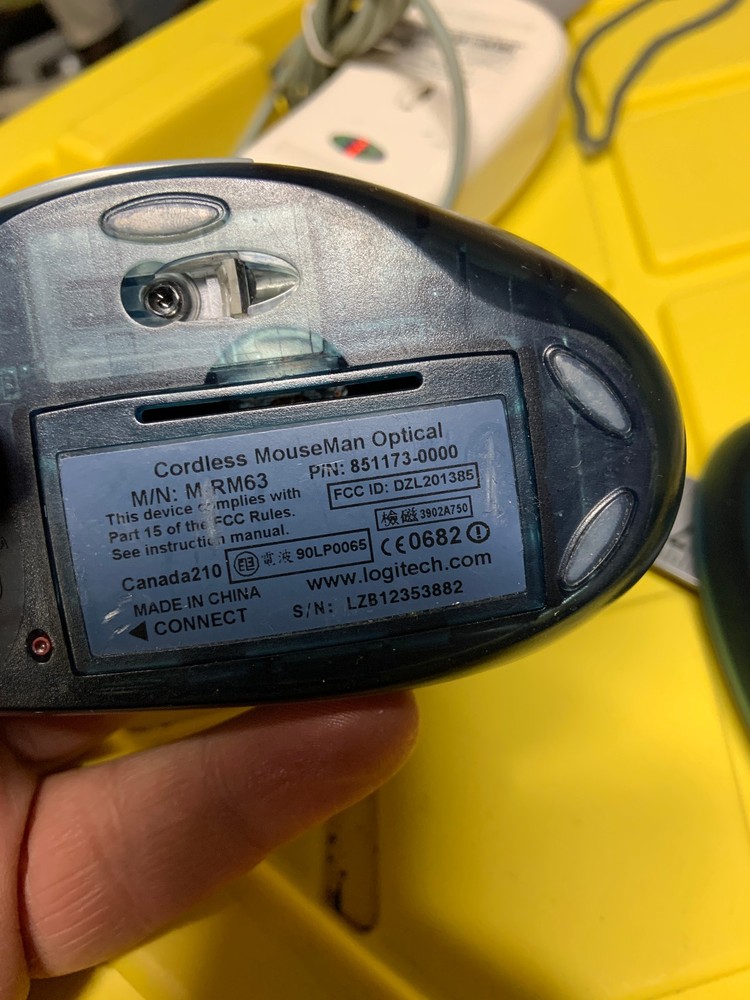 Cordless MouseMan Optical
M/N: M-RM63 P/N: 851173-0000
This device complies with
Part 15 of the FCC Rules.
See instruction manual.
FCC ID: DZL201385
檢磁 3902A750
Canada210 電波 90LP0065 CE0682
www.logitech.com
MADE IN CHINA
S/N: LZB12353882
◀ CONNECT